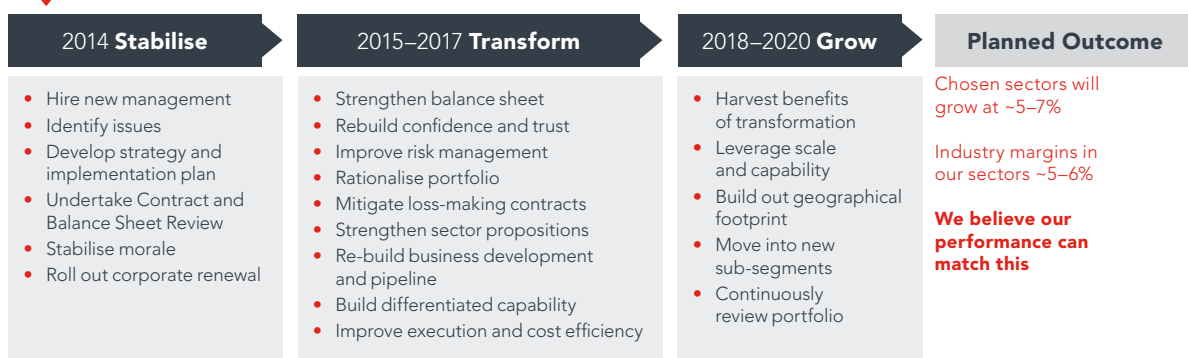 2014 Stabilise
• Hire new management
• Identify issues
• Develop strategy and
implementation plan
• Undertake Contract and
Balance Sheet Review
• Stabilise morale
• Roll out corporate renewal
2015–2017 Transform
• Strengthen balance sheet
• Rebuild confidence and trust
• Improve risk management
• Rationalise portfolio
• Mitigate loss-making contracts
• Strengthen sector propositions
• Re-build business development
and pipeline
• Build differentiated capability
• Improve execution and cost efficiency
2018–2020 Grow
• Harvest benefits
of transformation
• Leverage scale
and capability
• Build out geographical
footprint
• Move into new
sub-segments
• Continuously
review portfolio
Planned Outcome
Chosen sectors will
grow at ~5–7%
Industry margins in
our sectors ~5–6%
We believe our
performance can
match this